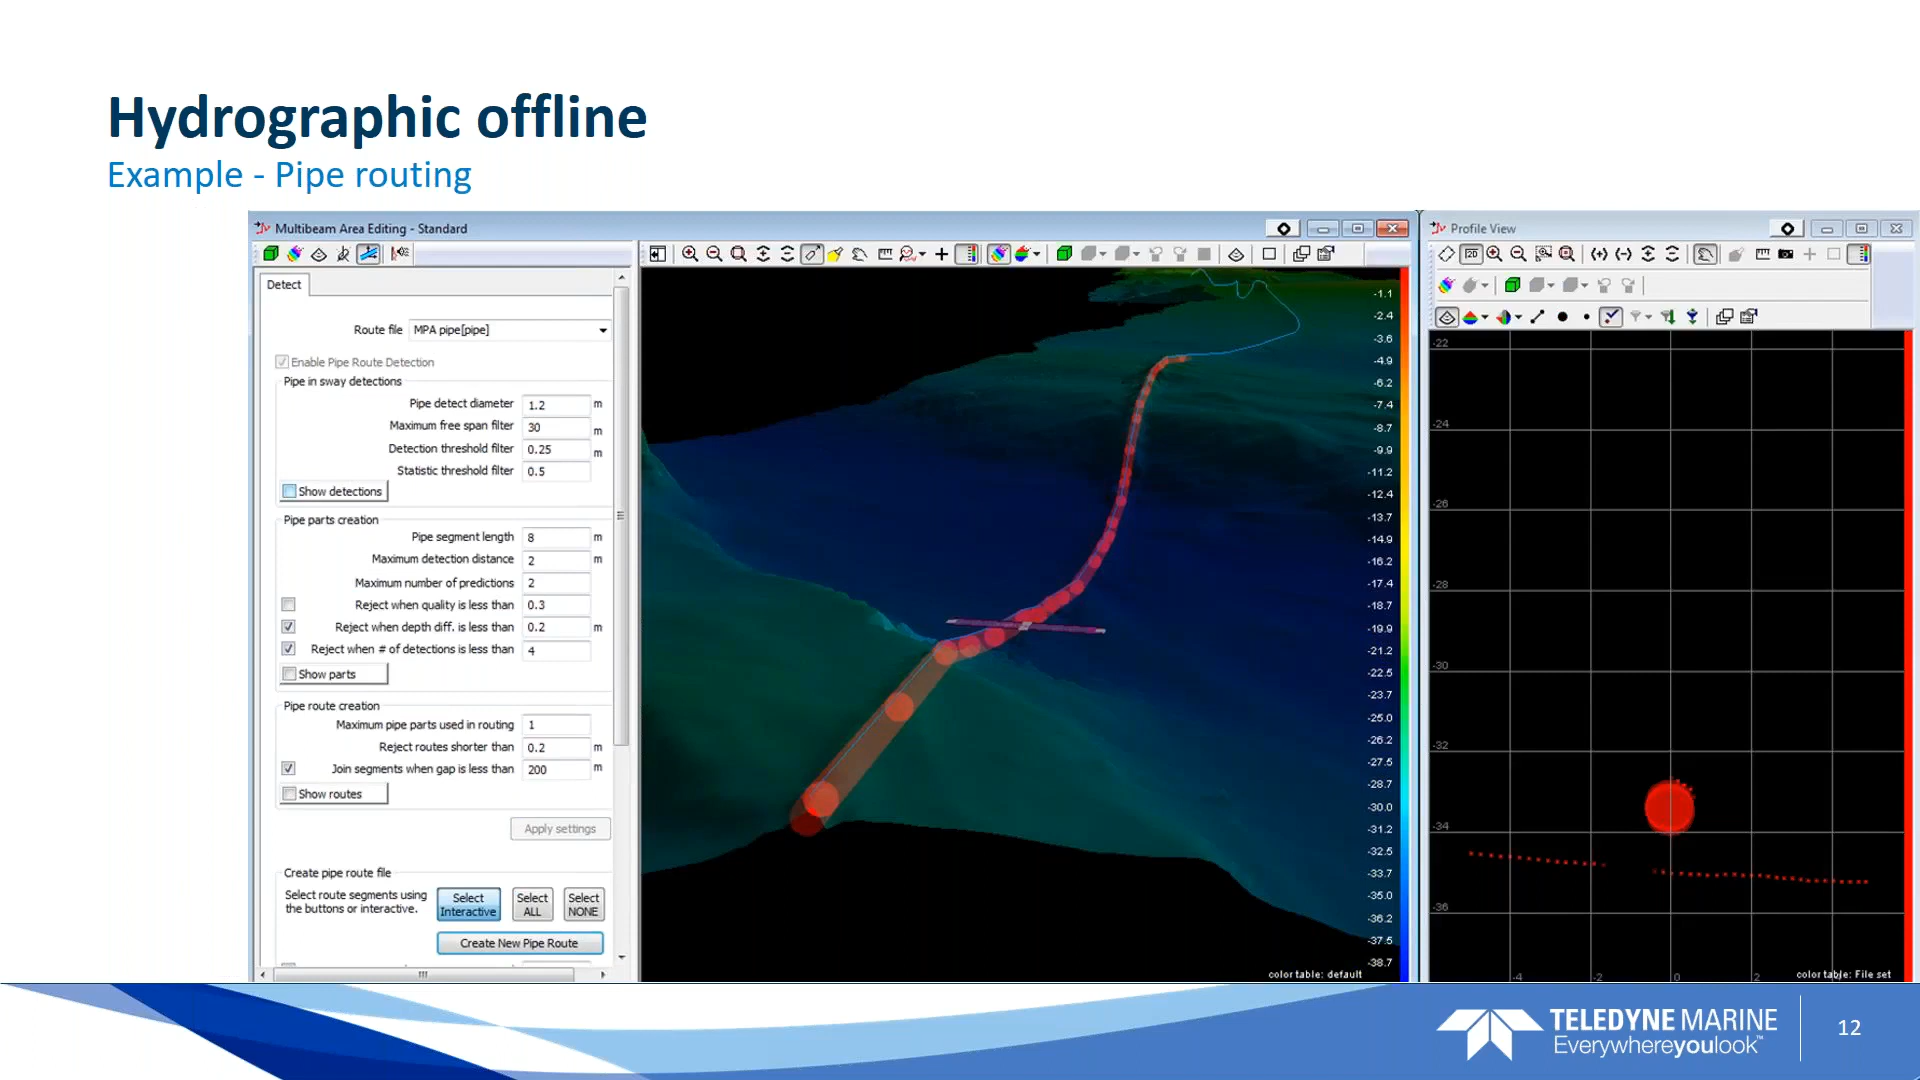 Hydrographic offline
Example - Pipe routing
Multibeam Area Editing - Standard
Detect
Route file MPA pipe[pipe]
Enable Pipe Route Detection
Pipe in sway detections
Pipe detect diameter 1.2 m
Maximum free span filter 30 m
Detection threshold filter 0.25 m
Statistic threshold filter 0.5
Show detections
Pipe parts creation
Pipe segment length 8 m
Maximum detection distance 2 m
Maximum number of predictions 2
Reject when quality is less than 0.3
Reject when depth diff. is less than 0.2 m
Reject when # of detections is less than 4
Show parts
Pipe route creation
Maximum pipe parts used in routing 1
Reject routes shorter than 0.2 m
Join segments when gap is less than 200 m
Show routes
Apply settings
Create pipe route file
Select route segments using
the buttons or interactive.
Select
Interactive
Select
ALL
Select
NONE
Create New Pipe Route
-1.1
-2.4
-3.6
-4.9
-6.2
-7.4
-8.7
-9.9
-11.2
-12.4
-13.7
-14.9
-16.2
-17.4
-18.7
-19.9
-21.2
-22.5
-23.7
-25.0
-26.2
-27.5
-28.7
-30.0
-31.2
-32.5
-33.7
-35.0
-36.2
-37.5
-38.7
color table: default
Profile View
2D
-22
-24
-26
-28
-30
-32
-34
-36
-4 -2 0 2
color table: File set
TELEDYNE MARINE
Everywhereyoulook™
12